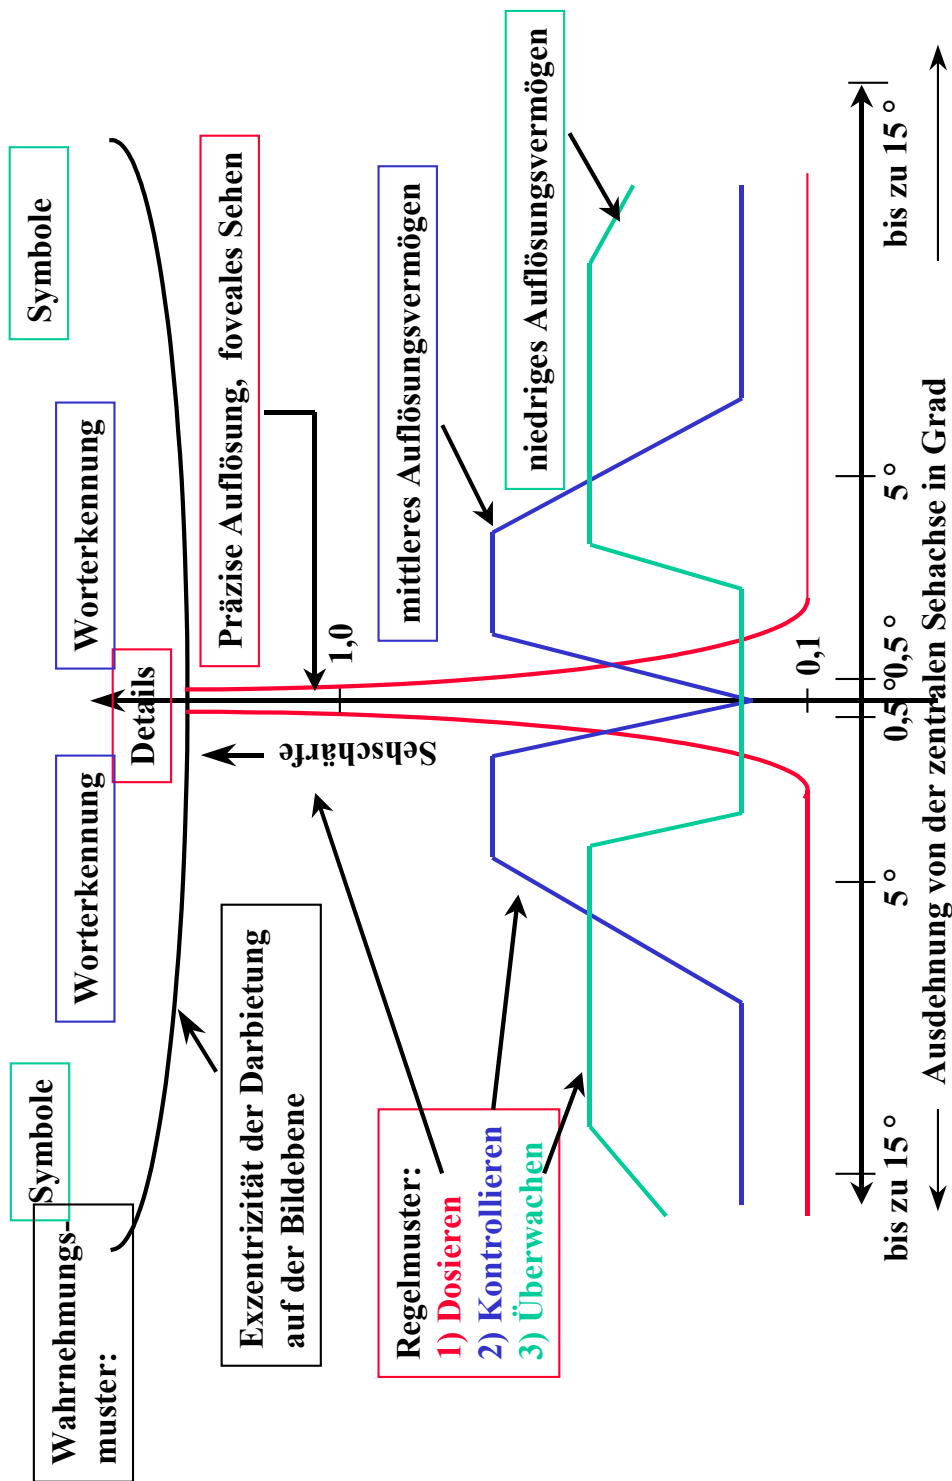 Wahrnehmungs-
muster:
Symbole
Worterkennung
Details
Worterkennung
Symbole
Exzentrizität der Darbietung
auf der Bildebene
Präzise Auflösung, foveales Sehen
Sehschärfe
1,0
mittleres Auflösungsvermögen
niedriges Auflösungsvermögen
Regelmuster:
1) Dosieren
2) Kontrollieren
3) Überwachen
0,1
bis zu 15 °
5 °
0,5 °
0,5 °
5 °
bis zu 15 °
Ausdehnung von der zentralen Sehachse in Grad